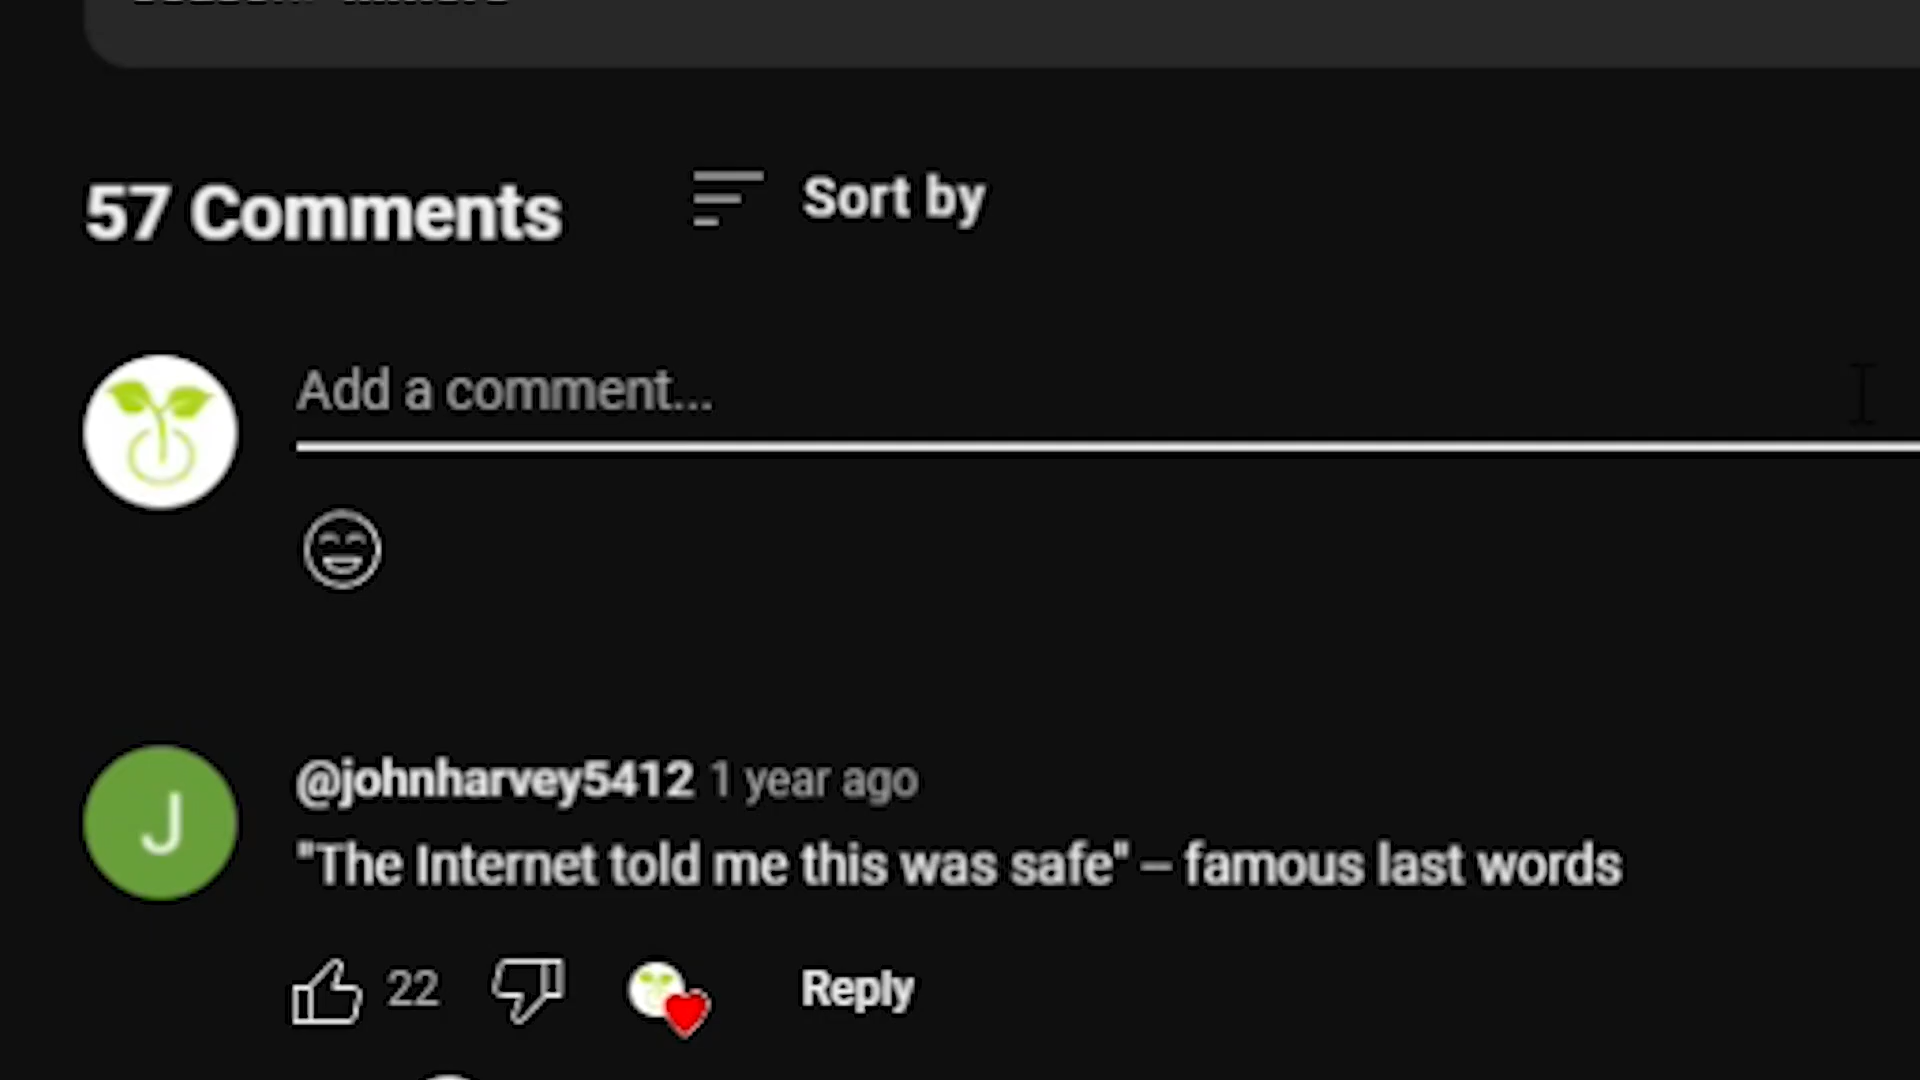 57 Comments
Sort by
Add a comment...
J
@johnharvey5412 1 year ago
"The Internet told me this was safe" – famous last words
22
Reply